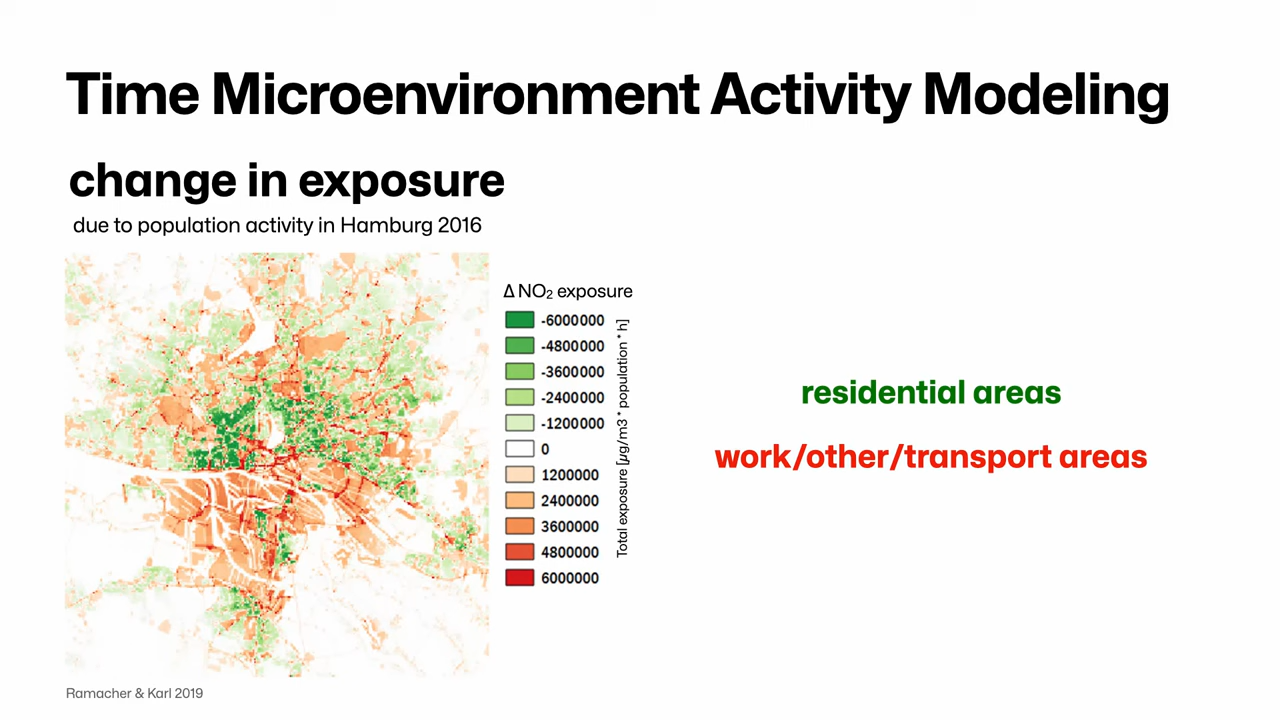 Time Microenvironment Activity Modeling
change in exposure
due to population activity in Hamburg 2016
Δ NO₂ exposure
-6000000
-4800000
-3600000
-2400000
-1200000
0
1200000
2400000
3600000
4800000
6000000
Total exposure [µg/m3 * population * h]
residential areas
work/other/transport areas
Ramacher & Karl 2019